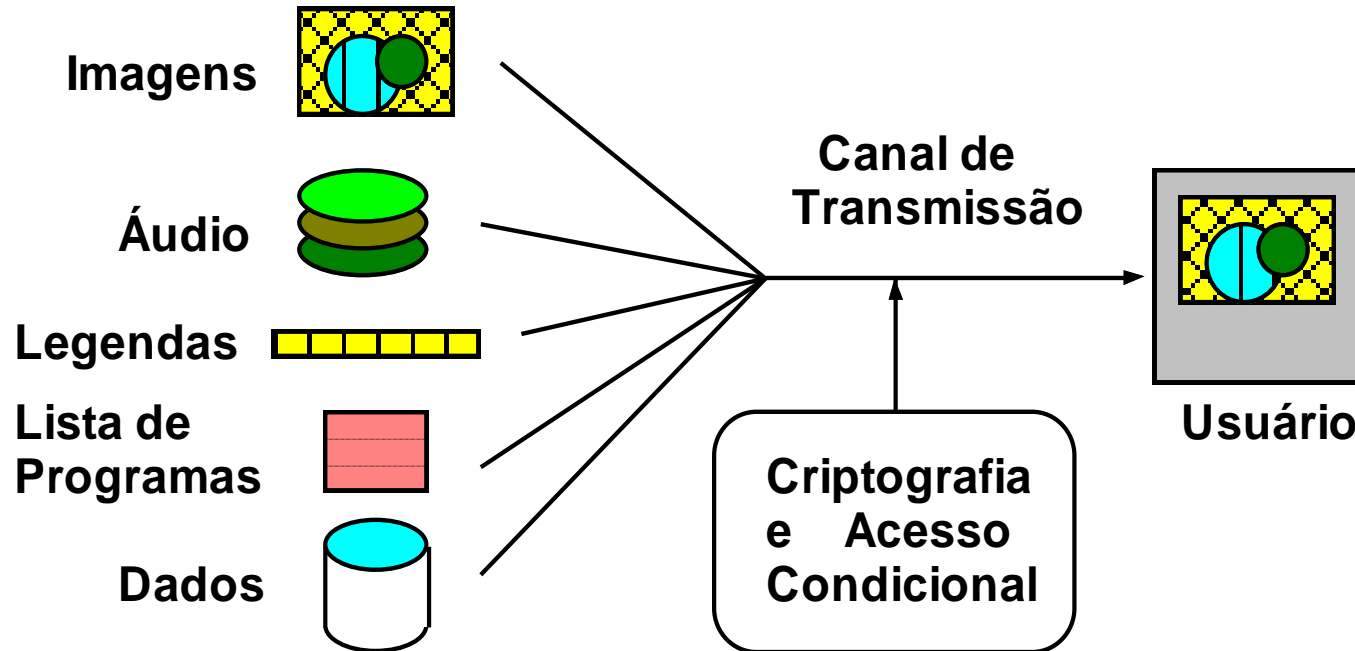 Imagens
Áudio
Legendas
Lista de
Programas
Dados
Canal de
Transmissão
Criptografia
e Acesso
Condicional
Usuário